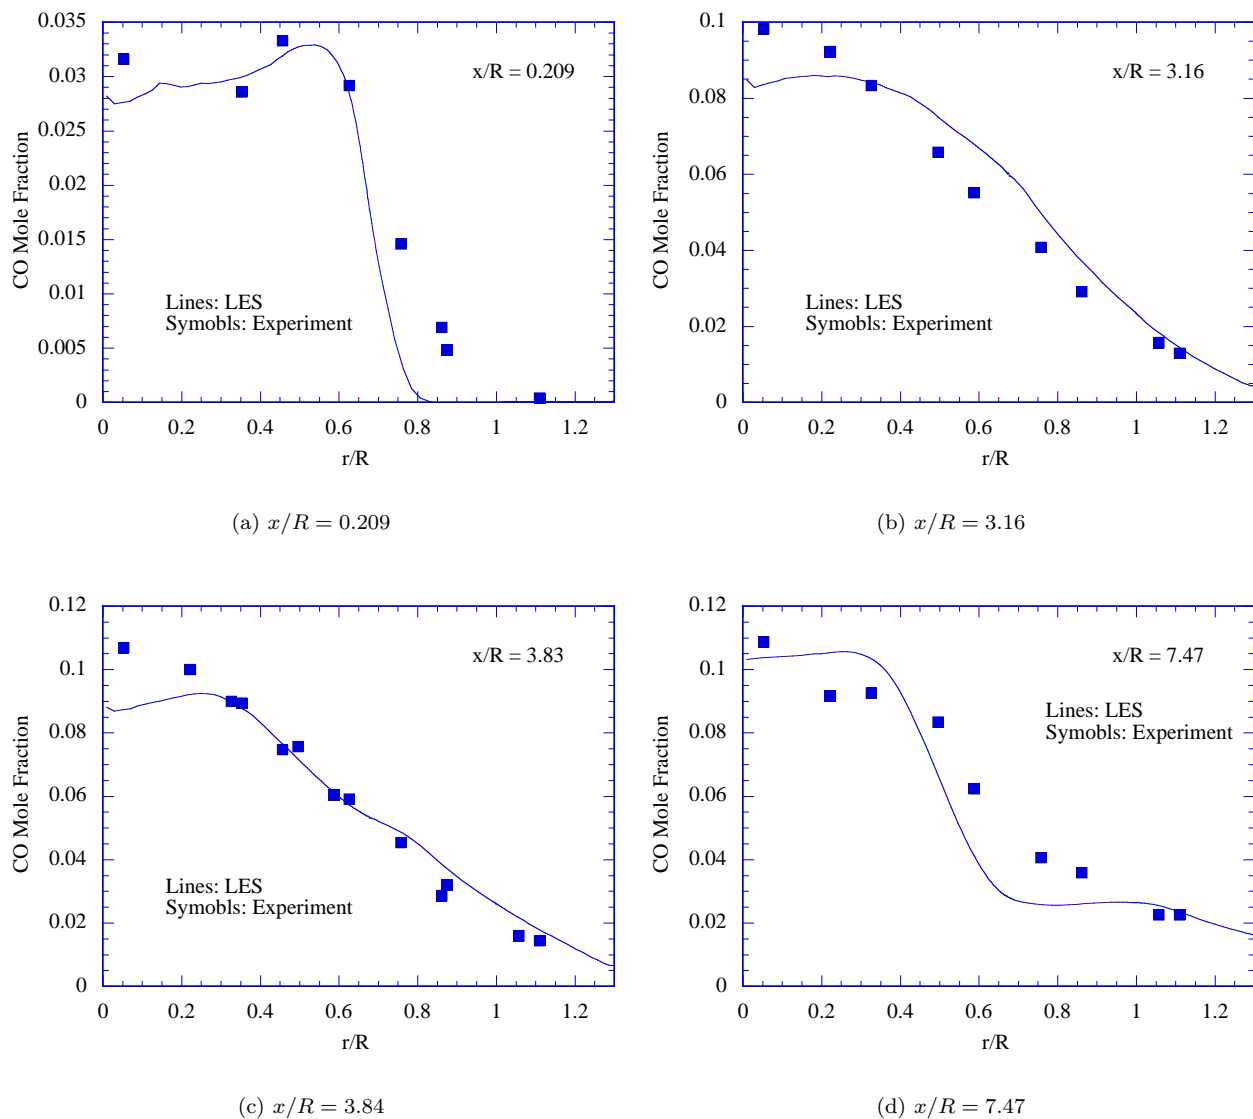 0.035
0.03
0.025
0.02
0.015
0.01
0.005
0
CO Mole Fraction
x/R = 0.209
Lines: LES
Symobls: Experiment
0 0.2 0.4 0.6 0.8 1 1.2
r/R
(a) x/R = 0.209
0.1
0.08
0.06
0.04
0.02
0
CO Mole Fraction
x/R = 3.16
Lines: LES
Symobls: Experiment
0 0.2 0.4 0.6 0.8 1 1.2
r/R
(b) x/R = 3.16
0.12
0.1
0.08
0.06
0.04
0.02
0
CO Mole Fraction
x/R = 3.83
Lines: LES
Symobls: Experiment
0 0.2 0.4 0.6 0.8 1 1.2
r/R
(c) x/R = 3.84
0.12
0.1
0.08
0.06
0.04
0.02
0
CO Mole Fraction
x/R = 7.47
Lines: LES
Symobls: Experiment
0 0.2 0.4 0.6 0.8 1 1.2
r/R
(d) x/R = 7.47